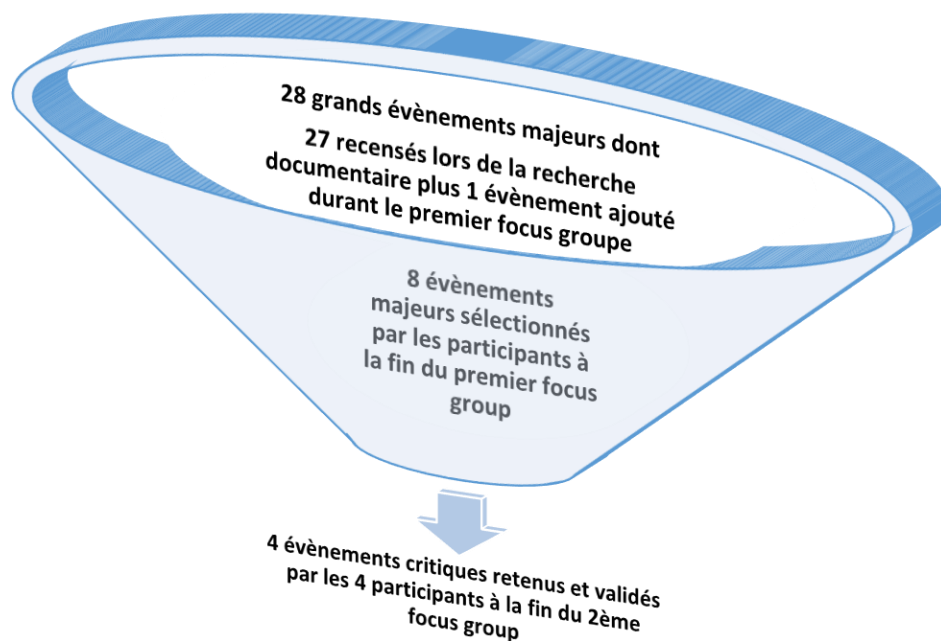 28 grands évènements majeurs dont
27 recensés lors de la recherche
documentaire plus 1 évènement ajouté
durant le premier focus groupe
8 évènements
majeurs sélectionnés
par les participants à
la fin du premier focus
group
4 évènements critiques retenus et validés
par les 4 participants à la fin du 2ème
focus group